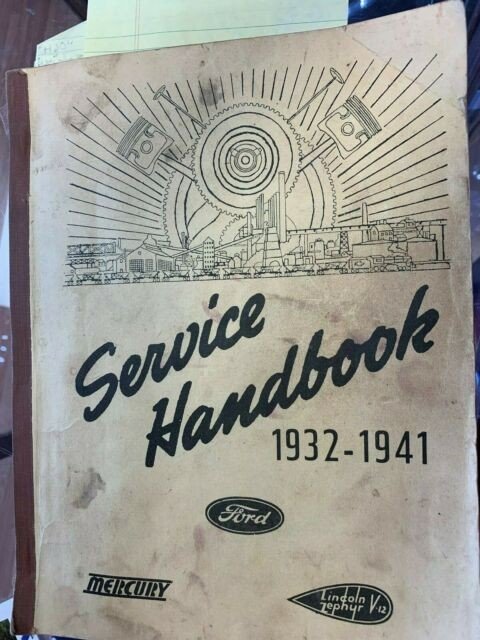 Service
Handbook
1932-1941
Ford
MERCURY
Lincoln
Zephyr V-12